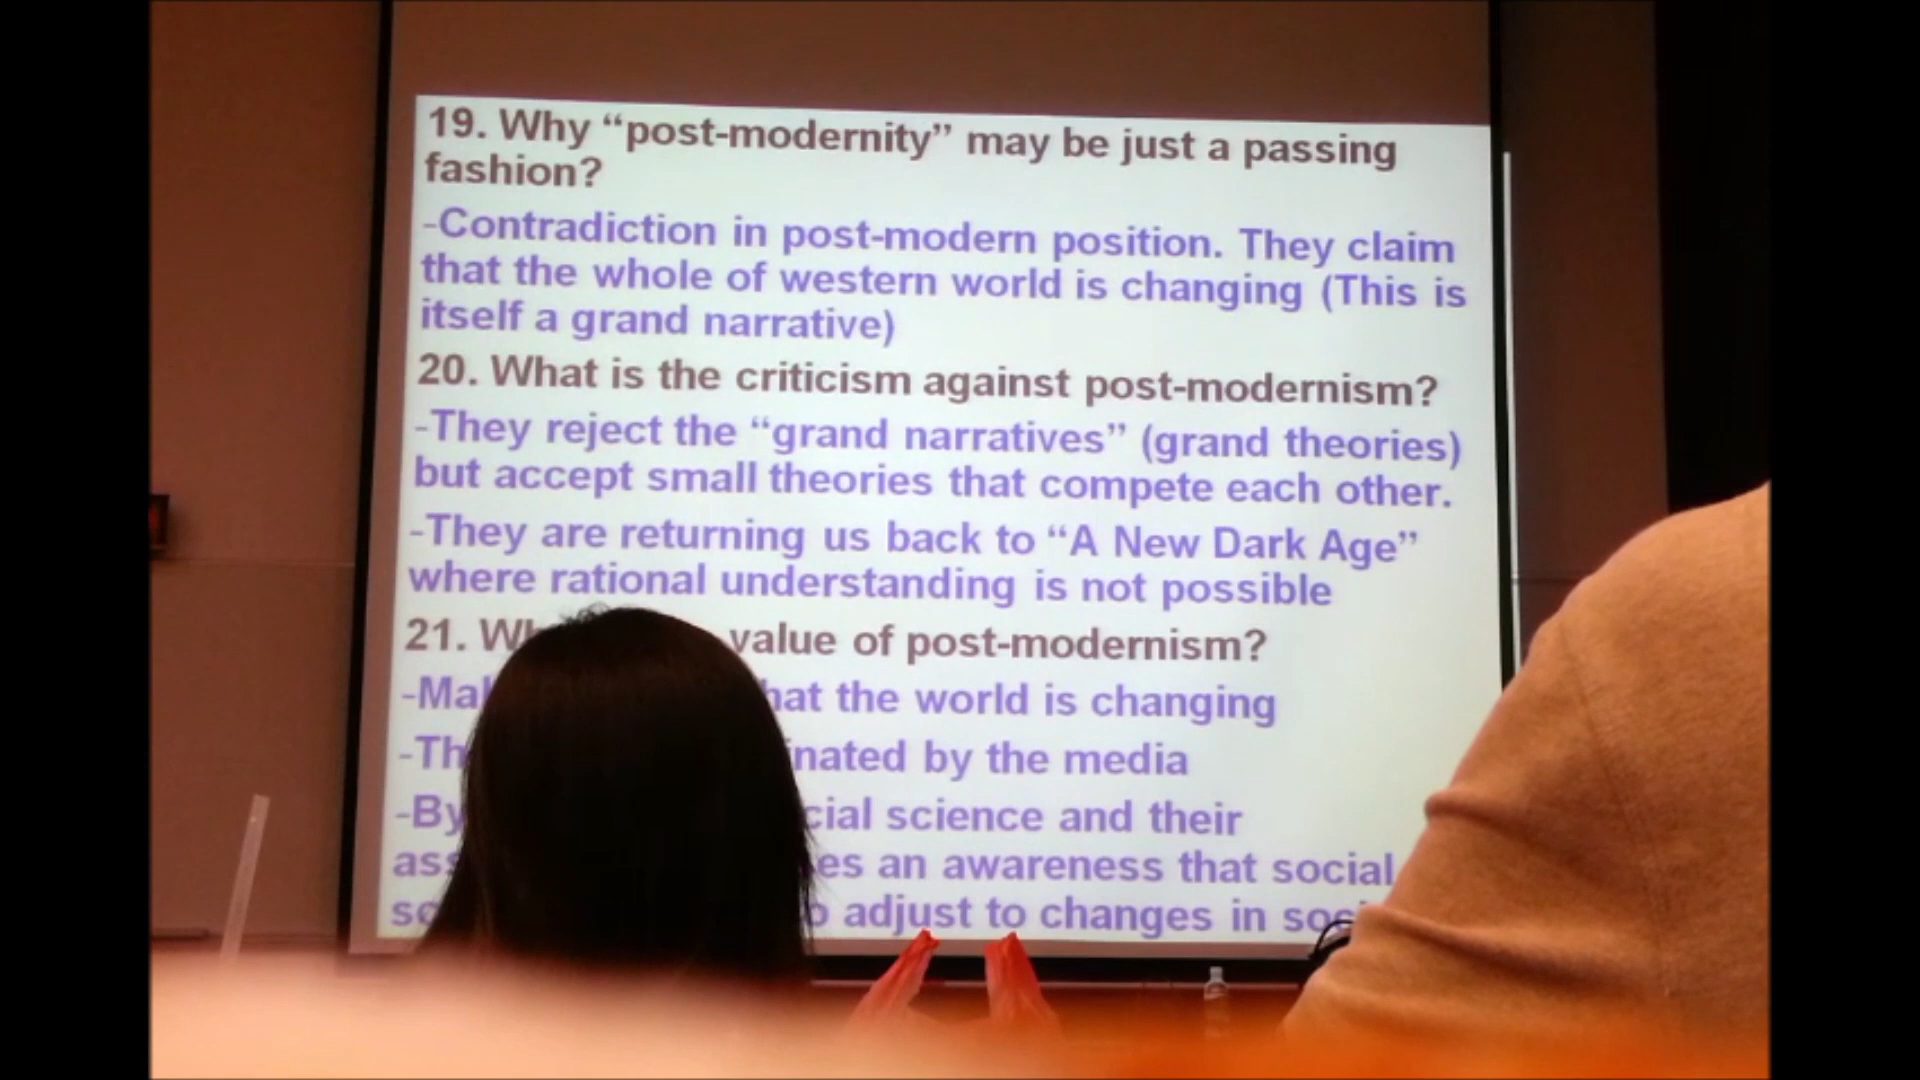 19. Why “post-modernity” may be just a passing
fashion?
-Contradiction in post-modern position. They claim
that the whole of western world is changing (This is
itself a grand narrative)
20. What is the criticism against post-modernism?
-They reject the “grand narratives” (grand theories)
but accept small theories that compete each other.
-They are returning us back to “A New Dark Age”
where rational understanding is not possible
21. value of post-modernism?
the world is changing
by the media
science and their
an awareness that social
adjust to changes in